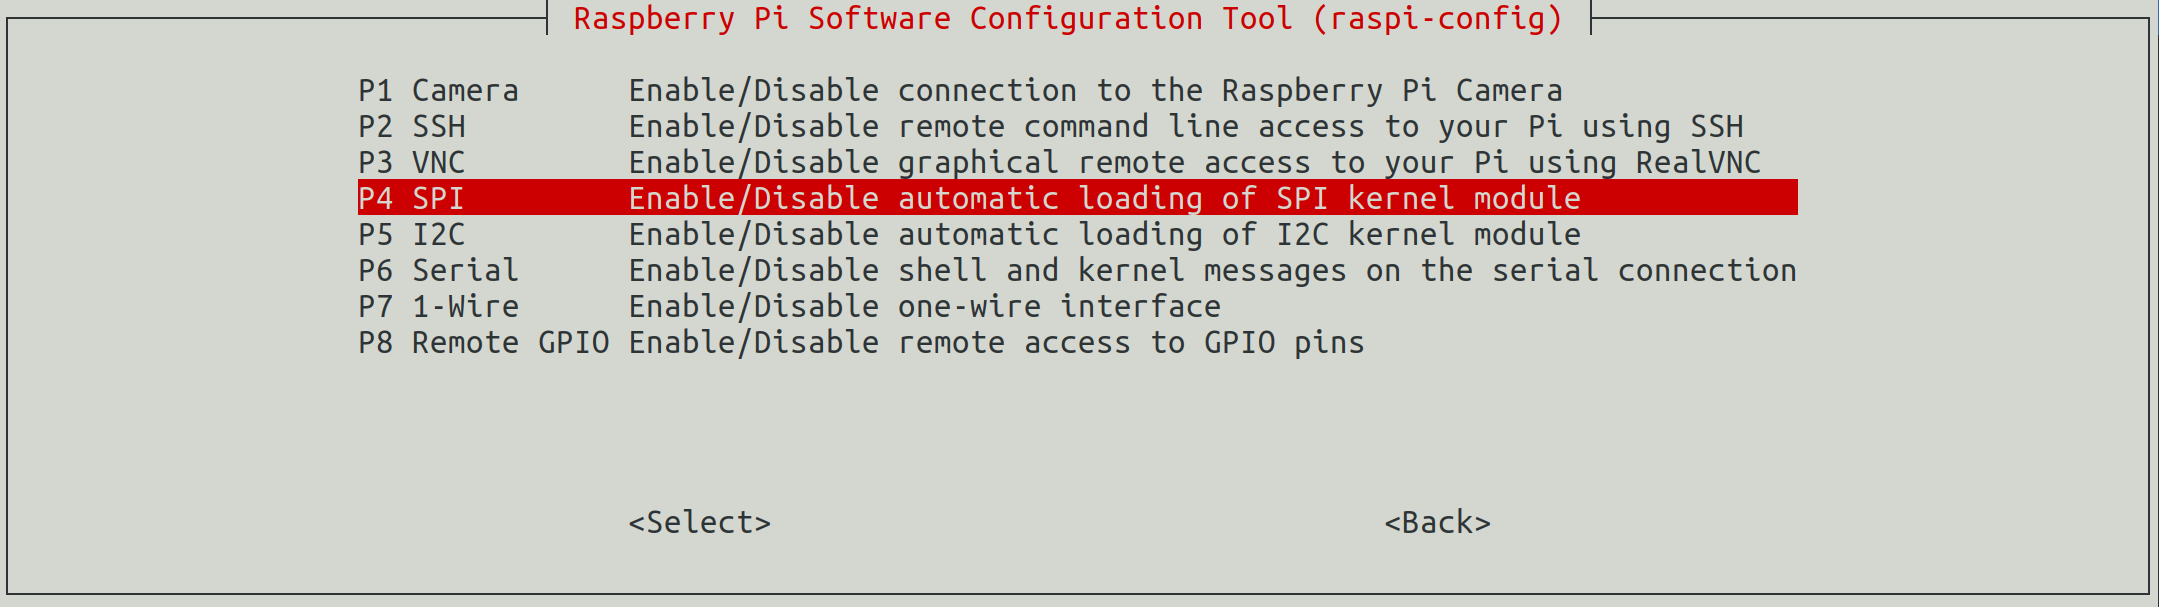 Raspberry Pi Software Configuration Tool (raspi-config)
P1 Camera Enable/Disable connection to the Raspberry Pi Camera
P2 SSH Enable/Disable remote command line access to your Pi using SSH
P3 VNC Enable/Disable graphical remote access to your Pi using RealVNC
P4 SPI Enable/Disable automatic loading of SPI kernel module
P5 I2C Enable/Disable automatic loading of I2C kernel module
P6 Serial Enable/Disable shell and kernel messages on the serial connection
P7 1-Wire Enable/Disable one-wire interface
P8 Remote GPIO Enable/Disable remote access to GPIO pins
<Select> <Back>